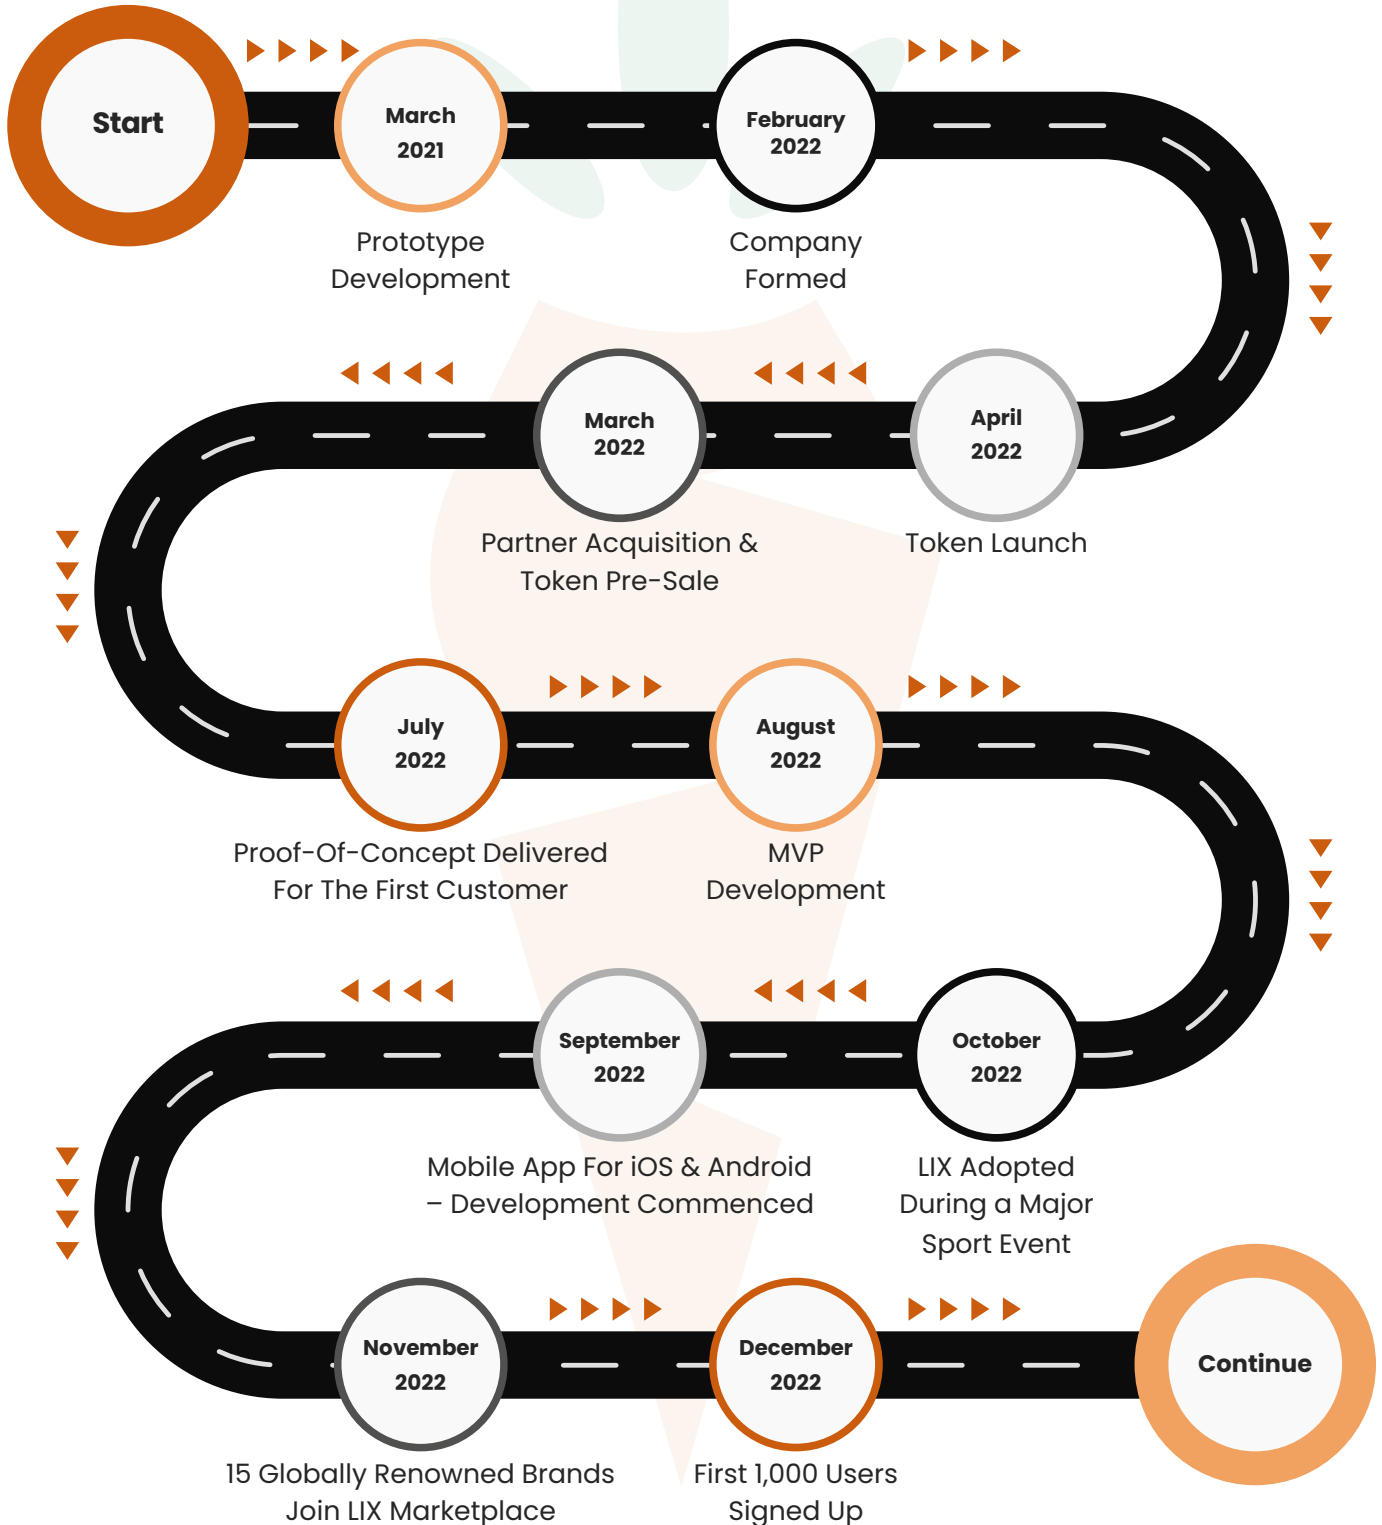 Start
March
2021
Prototype
Development
February
2022
Company
Formed
March
2022
Partner Acquisition &
Token Pre-Sale
April
2022
Token Launch
July
2022
Proof-Of-Concept Delivered
For The First Customer
August
2022
MVP
Development
September
2022
Mobile App For iOS & Android
– Development Commenced
October
2022
LIX Adopted
During a Major
Sport Event
November
2022
15 Globally Renowned Brands
Join LIX Marketplace
December
2022
First 1,000 Users
Signed Up
Continue